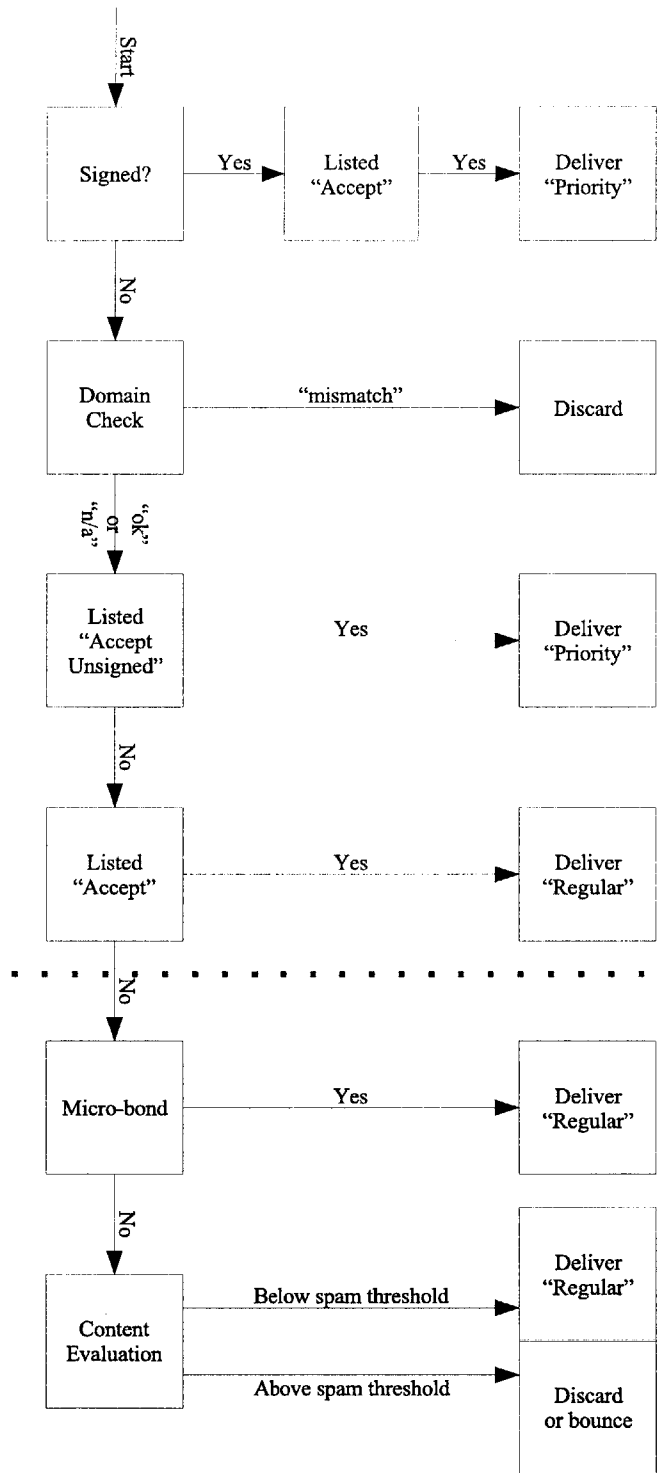 Start
Signed?
Yes
Listed
“Accept”
Yes
Deliver
“Priority”
No
Domain
Check
“mismatch”
Discard
“ok”
or
“n/a”
Listed
“Accept
Unsigned”
Yes
Deliver
“Priority”
No
Listed
“Accept”
Yes
Deliver
“Regular”
No
Micro-bond
Yes
Deliver
“Regular”
No
Content
Evaluation
Below spam threshold
Deliver
“Regular”
Above spam threshold
Discard
or bounce